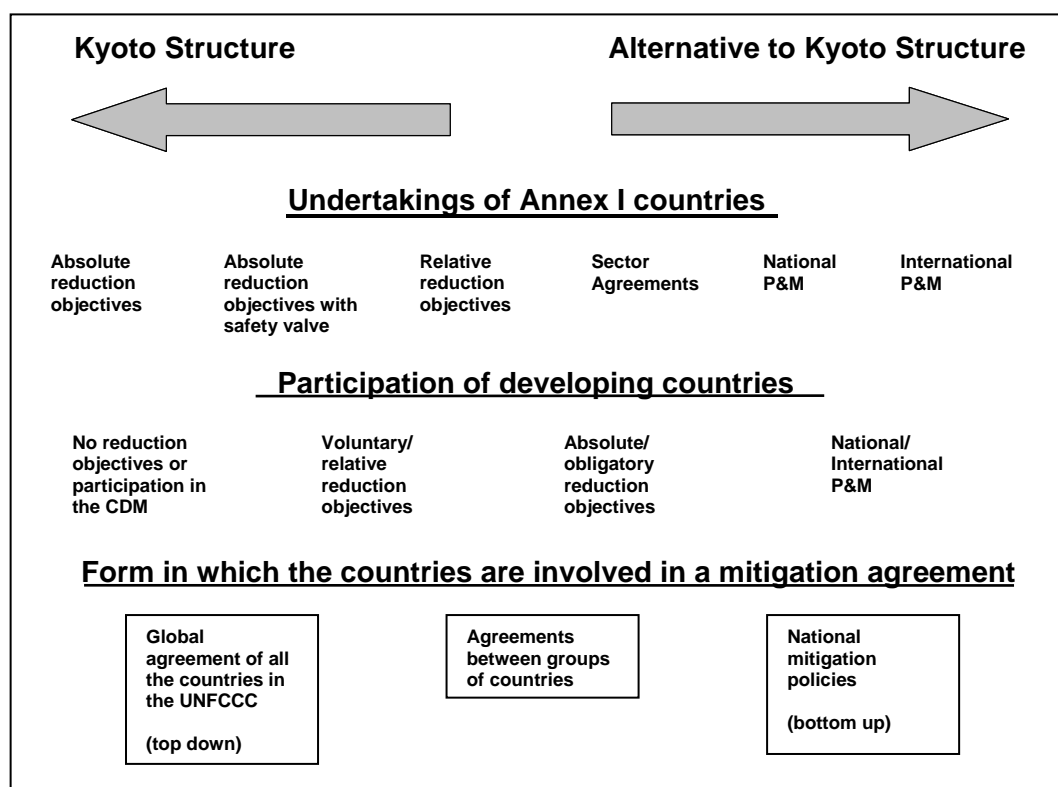 Kyoto Structure
Alternative to Kyoto Structure
Undertakings of Annex I countries
Absolute
reduction
objectives
Absolute
reduction
objectives with
safety valve
Relative
reduction
objectives
Sector
Agreements
National
P&M
International
P&M
Participation of developing countries
No reduction
objectives or
participation in
the CDM
Voluntary/
relative
reduction
objectives
Absolute/
obligatory
reduction
objectives
National/
International
P&M
Form in which the countries are involved in a mitigation agreement
Global
agreement of all
the countries in
the UNFCCC
(top down)
Agreements
between groups
of countries
National
mitigation
policies
(bottom up)